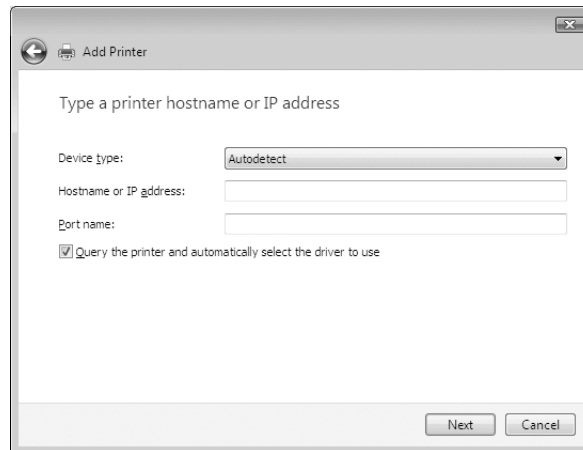 Add Printer
Type a printer hostname or IP address
Device type:
Autodetect
Hostname or IP address:
Port name:
Query the printer and automatically select the driver to use
Next
Cancel